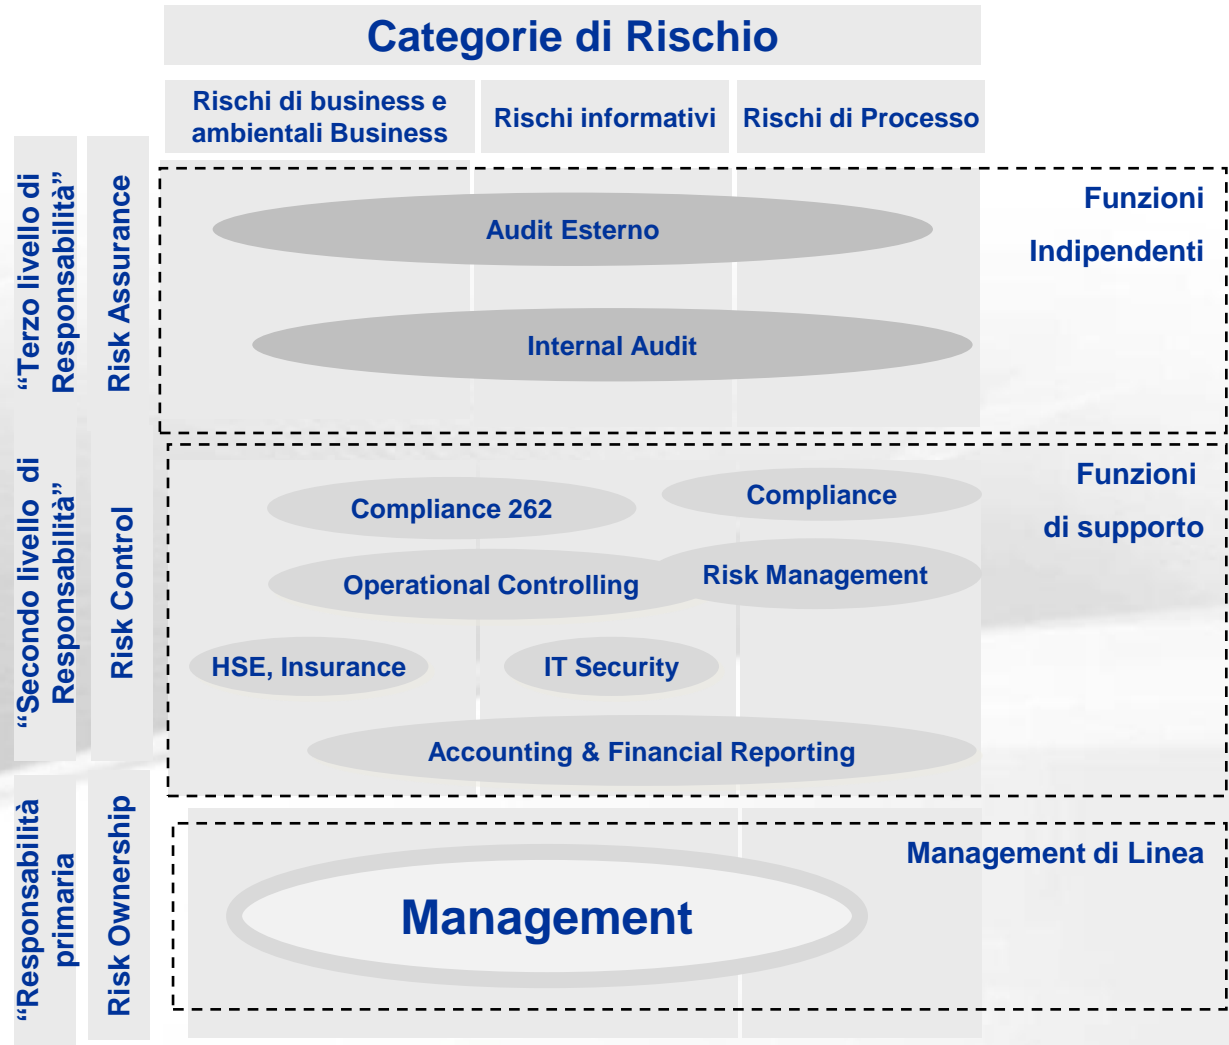 Categorie di Rischio
Rischi di business e
ambientali Business
Rischi informativi
Rischi di Processo
“Terzo livello di
Responsabilità”
Risk Assurance
Audit Esterno
Internal Audit
Funzioni
Indipendenti
“Secondo livello di
Responsabilità”
Risk Control
Compliance 262
Compliance
Operational Controlling
Risk Management
HSE, Insurance
IT Security
Accounting & Financial Reporting
Funzioni
di supporto
“Responsabilità
primaria
Risk Ownership
Management
Management di Linea